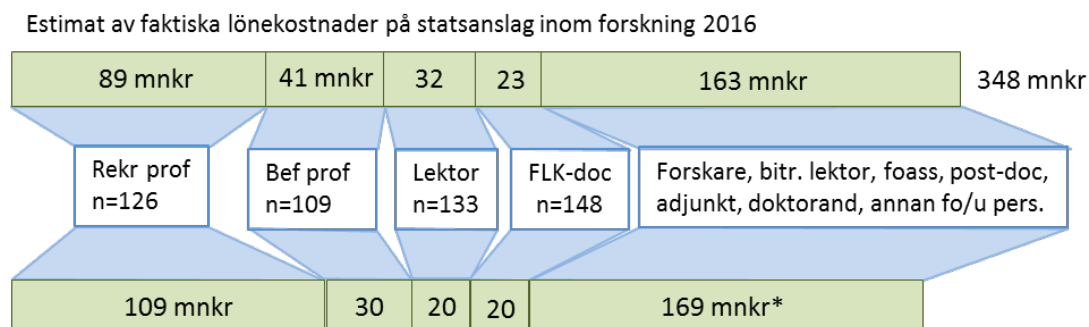 Estimat av faktiska lönekostnader på statsanslag inom forskning 2016
89 mnkr 41 mnkr 32 23 163 mnkr 348 mnkr
Rekr prof Bef prof Lektor FLK-doc Forskare, bitr. lektor, foass, post-doc,
n=126 n=109 n=133 n=148 adjunkt, doktorand, annan fo/u pers.
109 mnkr 30 20 20 169 mnkr*